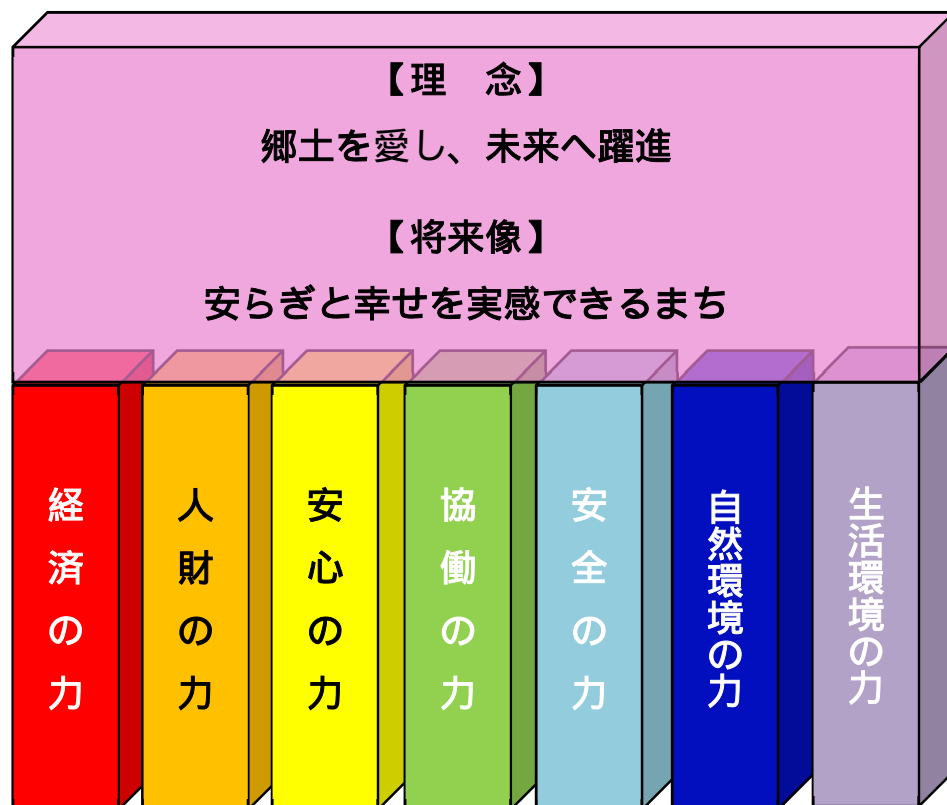 【理　念】
郷土を愛し、未来へ躍進
【将来像】
安らぎと幸せを実感できるまち
経済の力
人財の力
安心の力
協働の力
安全の力
自然環境の力
生活環境の力